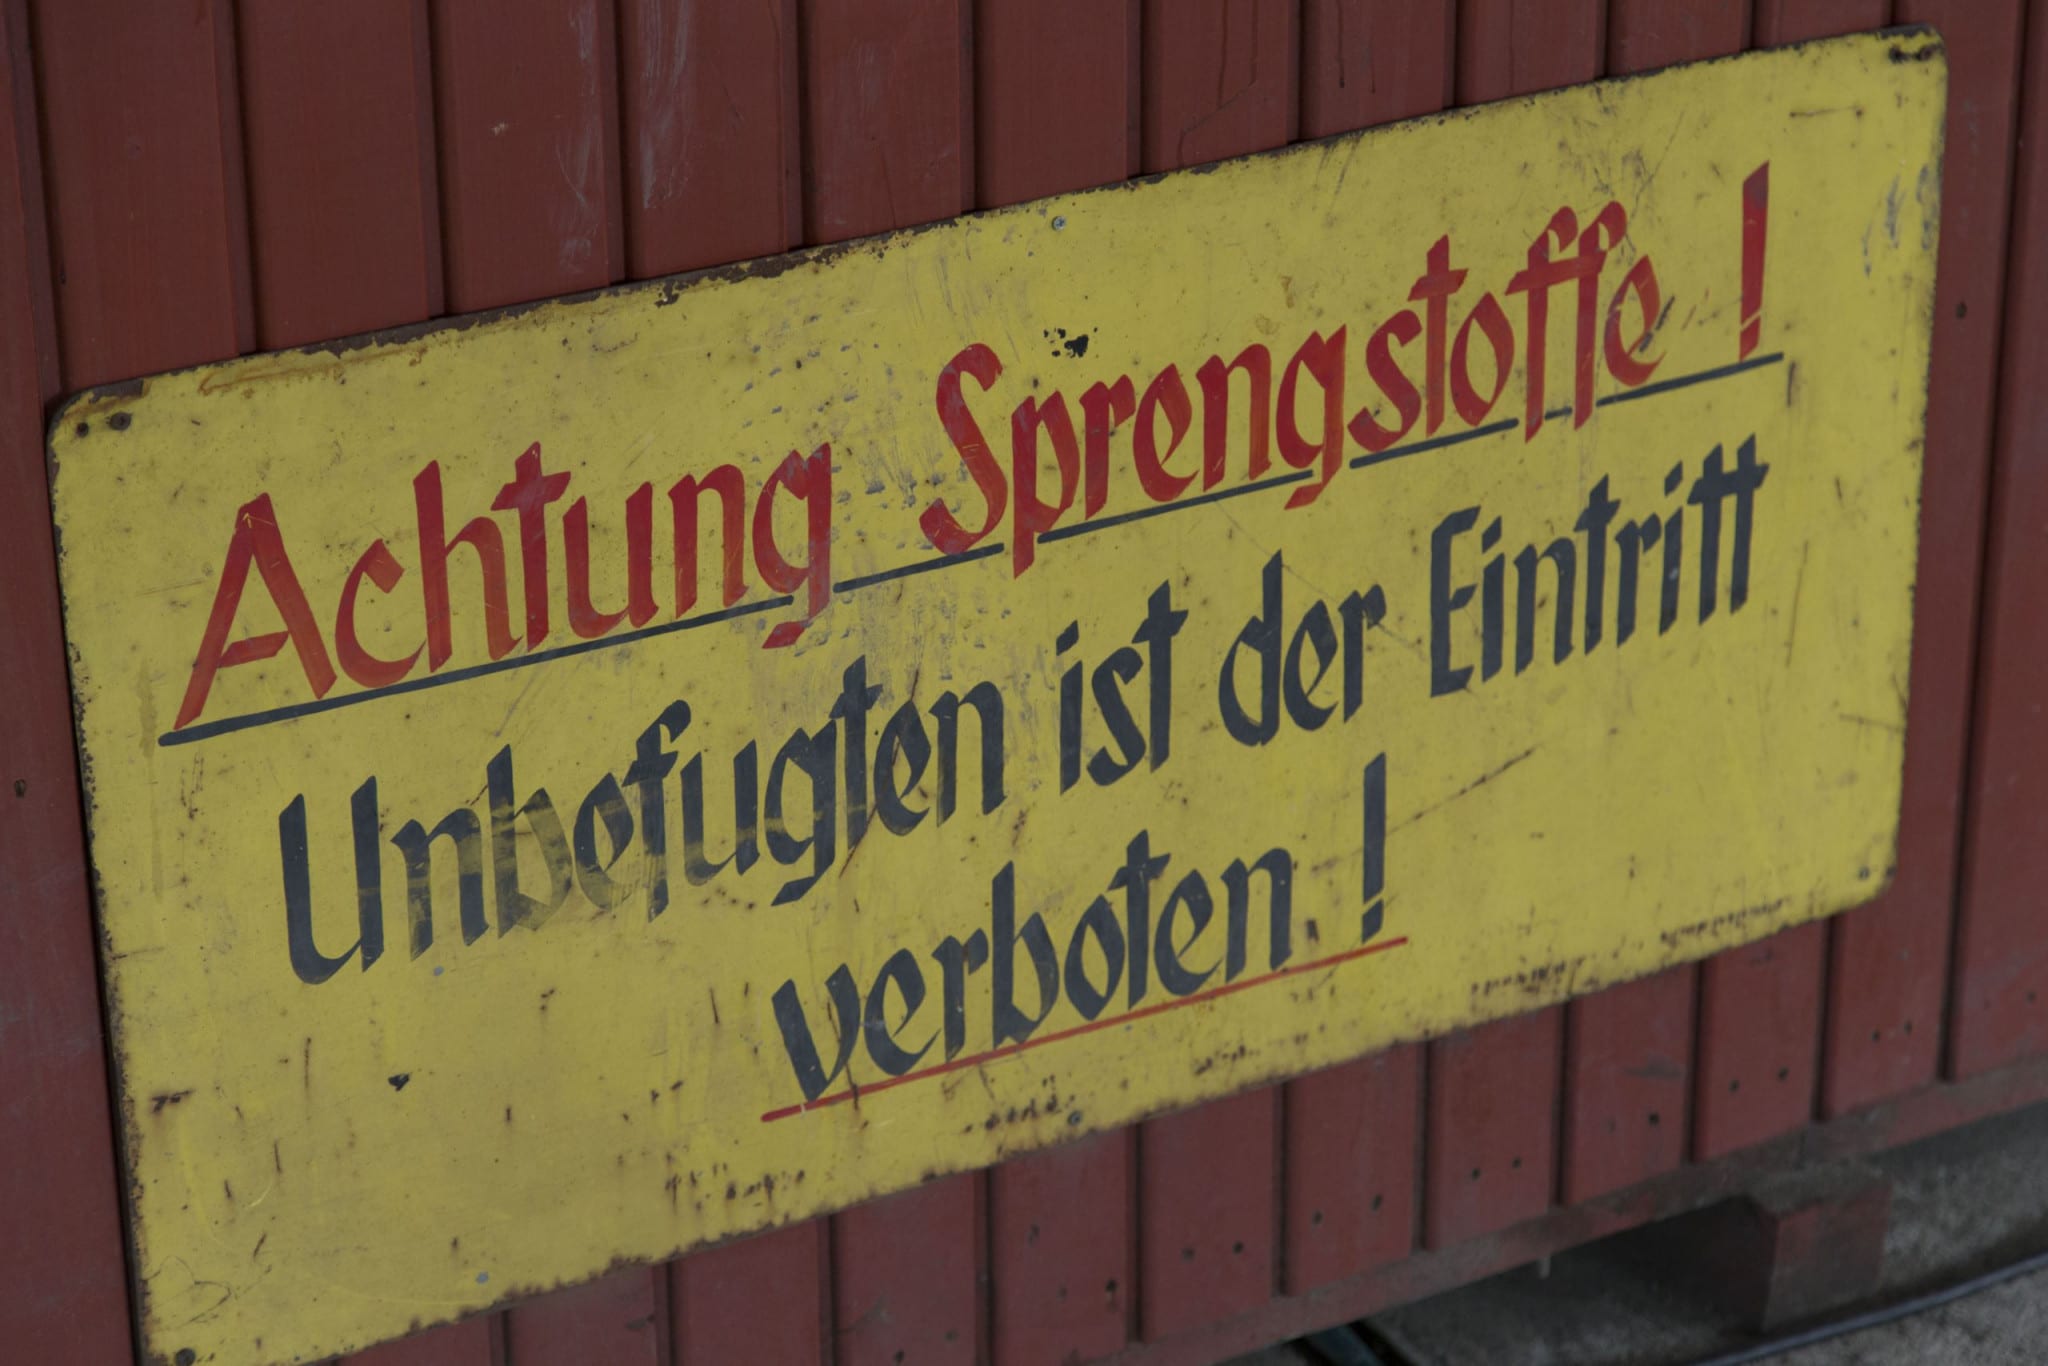 Achtung Sprengstoffe !
Unbefugten ist der Eintritt
verboten !